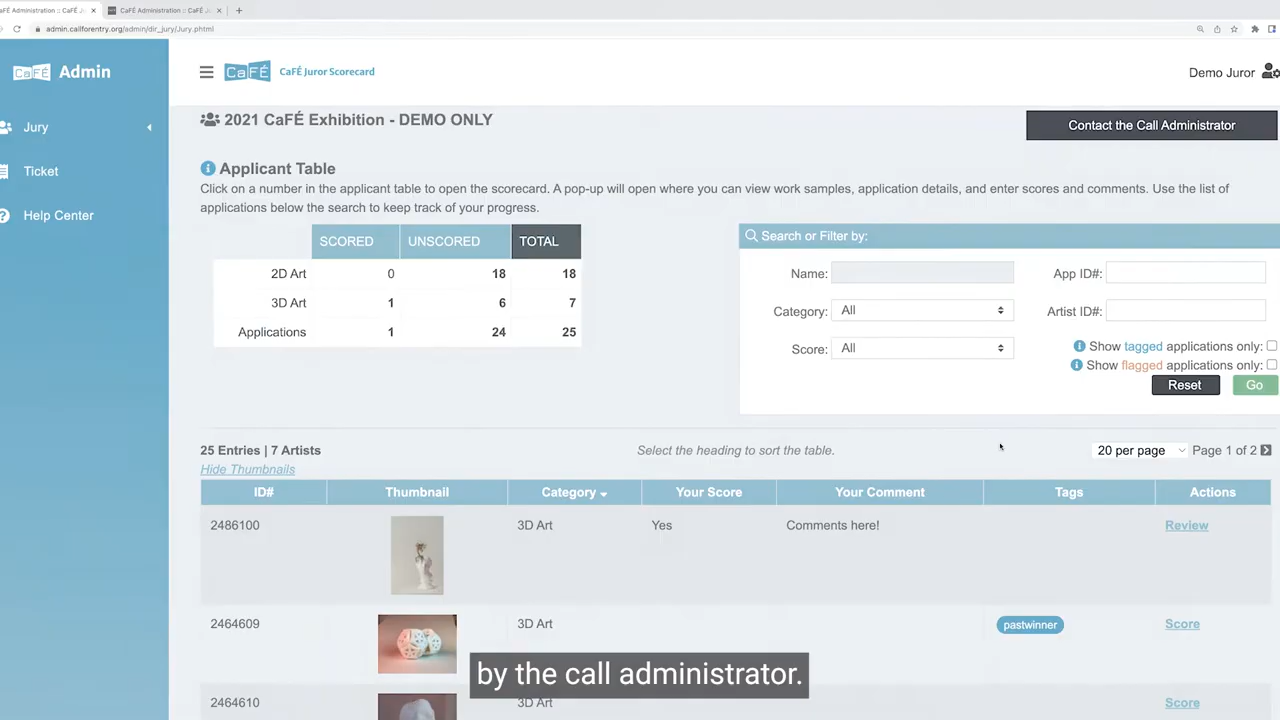 aFÉ Administration :: CaFÉ J
CaFÉ Administration :: CaFÉ J
admin.callforentry.org/admin/dir_jury/Jury.phtml
CaFÉ Admin
CaFÉ CaFÉ Juror Scorecard
Demo Juror
Jury
Ticket
Help Center
2021 CaFÉ Exhibition - DEMO ONLY
Contact the Call Administrator
Applicant Table
Click on a number in the applicant table to open the scorecard. A pop-up will open where you can view work samples, application details, and enter scores and comments. Use the list of
applications below the search to keep track of your progress.
SCORED UNSCORED TOTAL
2D Art 0 18 18
3D Art 1 6 7
Applications 1 24 25
Search or Filter by:
Name: App ID#:
Category: All Artist ID#:
Score: All Show tagged applications only:
Show flagged applications only:
Reset Go
25 Entries | 7 Artists
Select the heading to sort the table.
20 per page Page 1 of 2
Hide Thumbnails
ID# Thumbnail Category Your Score Your Comment Tags Actions
2486100 3D Art Yes Comments here! Review
2464609 3D Art pastwinner Score
by the call administrator.
2464610 3D Art Score